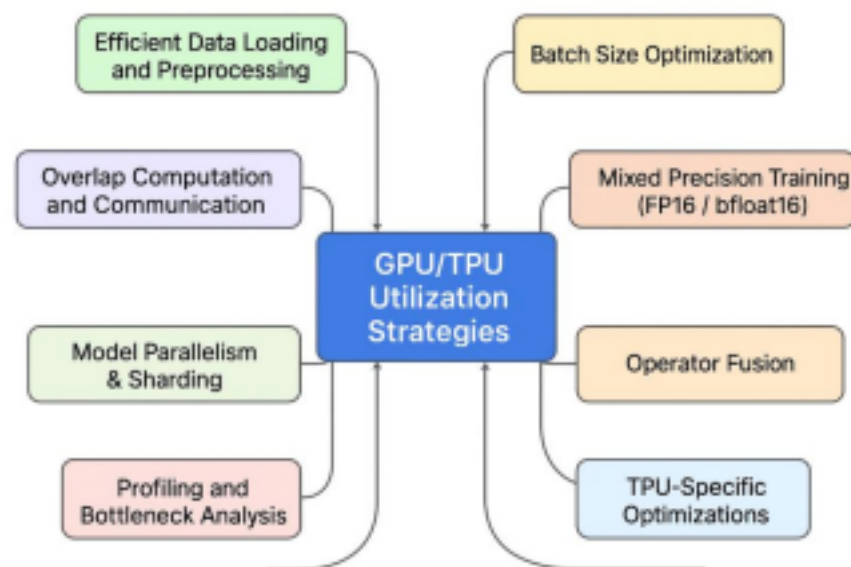 Efficient Data Loading
and Preprocessing
Batch Size Optimization
Overlap Computation
and Communication
Mixed Precision Training
(FP16 / bfloat16)
GPU/TPU
Utilization
Strategies
Model Parallelism
& Sharding
Operator Fusion
Profiling and
Bottleneck Analysis
TPU-Specific
Optimizations